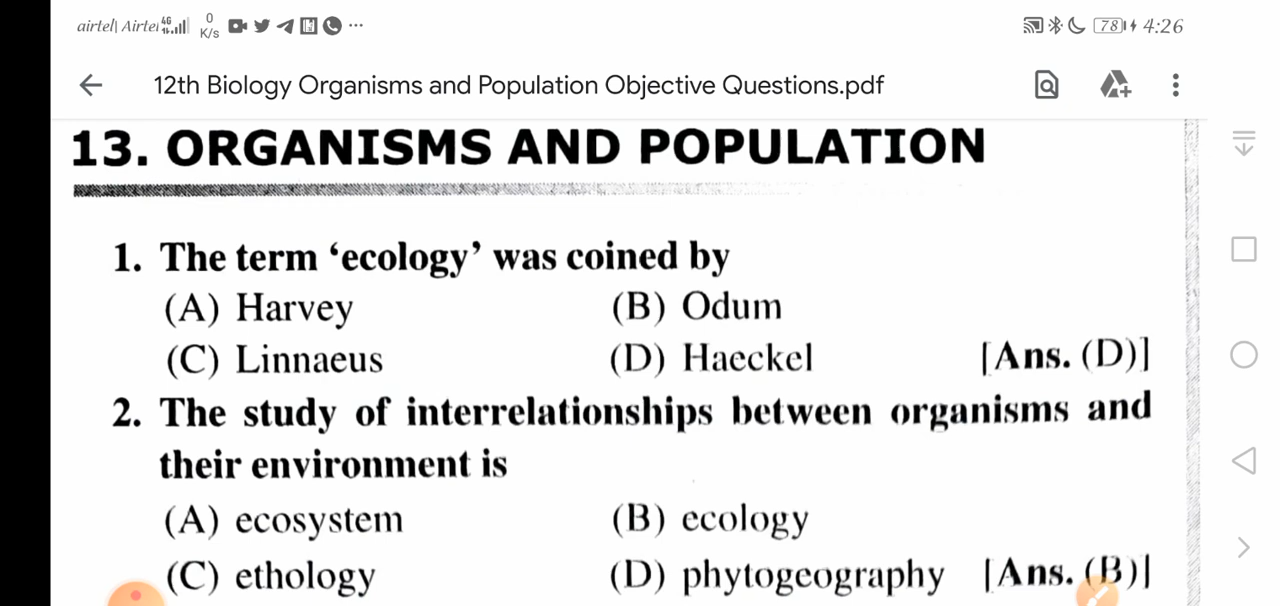 airtel| Airtel 4G 0 K/s ... 78 4:26
12th Biology Organisms and Population Objective Questions.pdf
13. ORGANISMS AND POPULATION
1. The term ‘ecology’ was coined by
(A) Harvey (B) Odum
(C) Linnaeus (D) Haeckel [Ans. (D)]
2. The study of interrelationships between organisms and
their environment is
(A) ecosystem (B) ecology
(C) ethology (D) phytogeography [Ans. (B)]